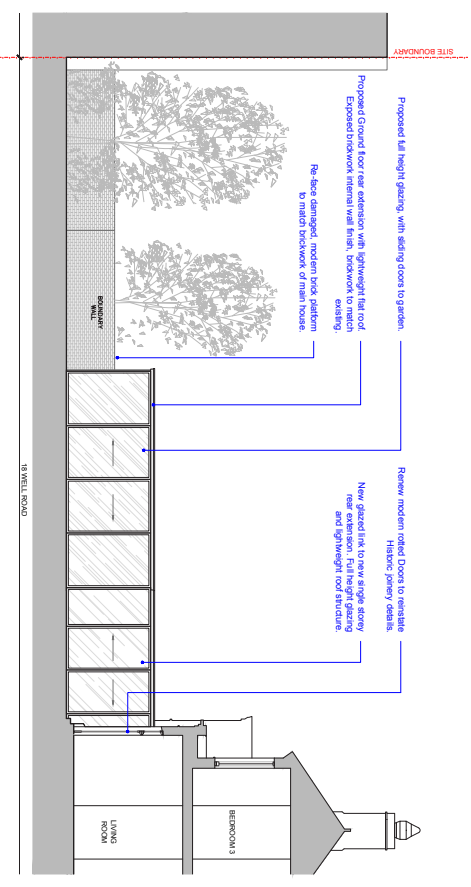 SITE BOUNDARY
Proposed full height glazing, with sliding doors to garden.
Proposed Ground floor rear extension with lightweight flat roof.
Exposed brickwork internal wall finish, brickwork to match
existing.
Re-face damaged, modern brick platform
to match brickwork of main house.
Renew modern rotted Doors to reinstate
Historic joinery details.
New glazed link to new single storey
rear extension. Full height glazing
and lightweight roof structure.
BOUNDARY
WALL
BEDROOM 3
LIVING
ROOM
18 WELL ROAD